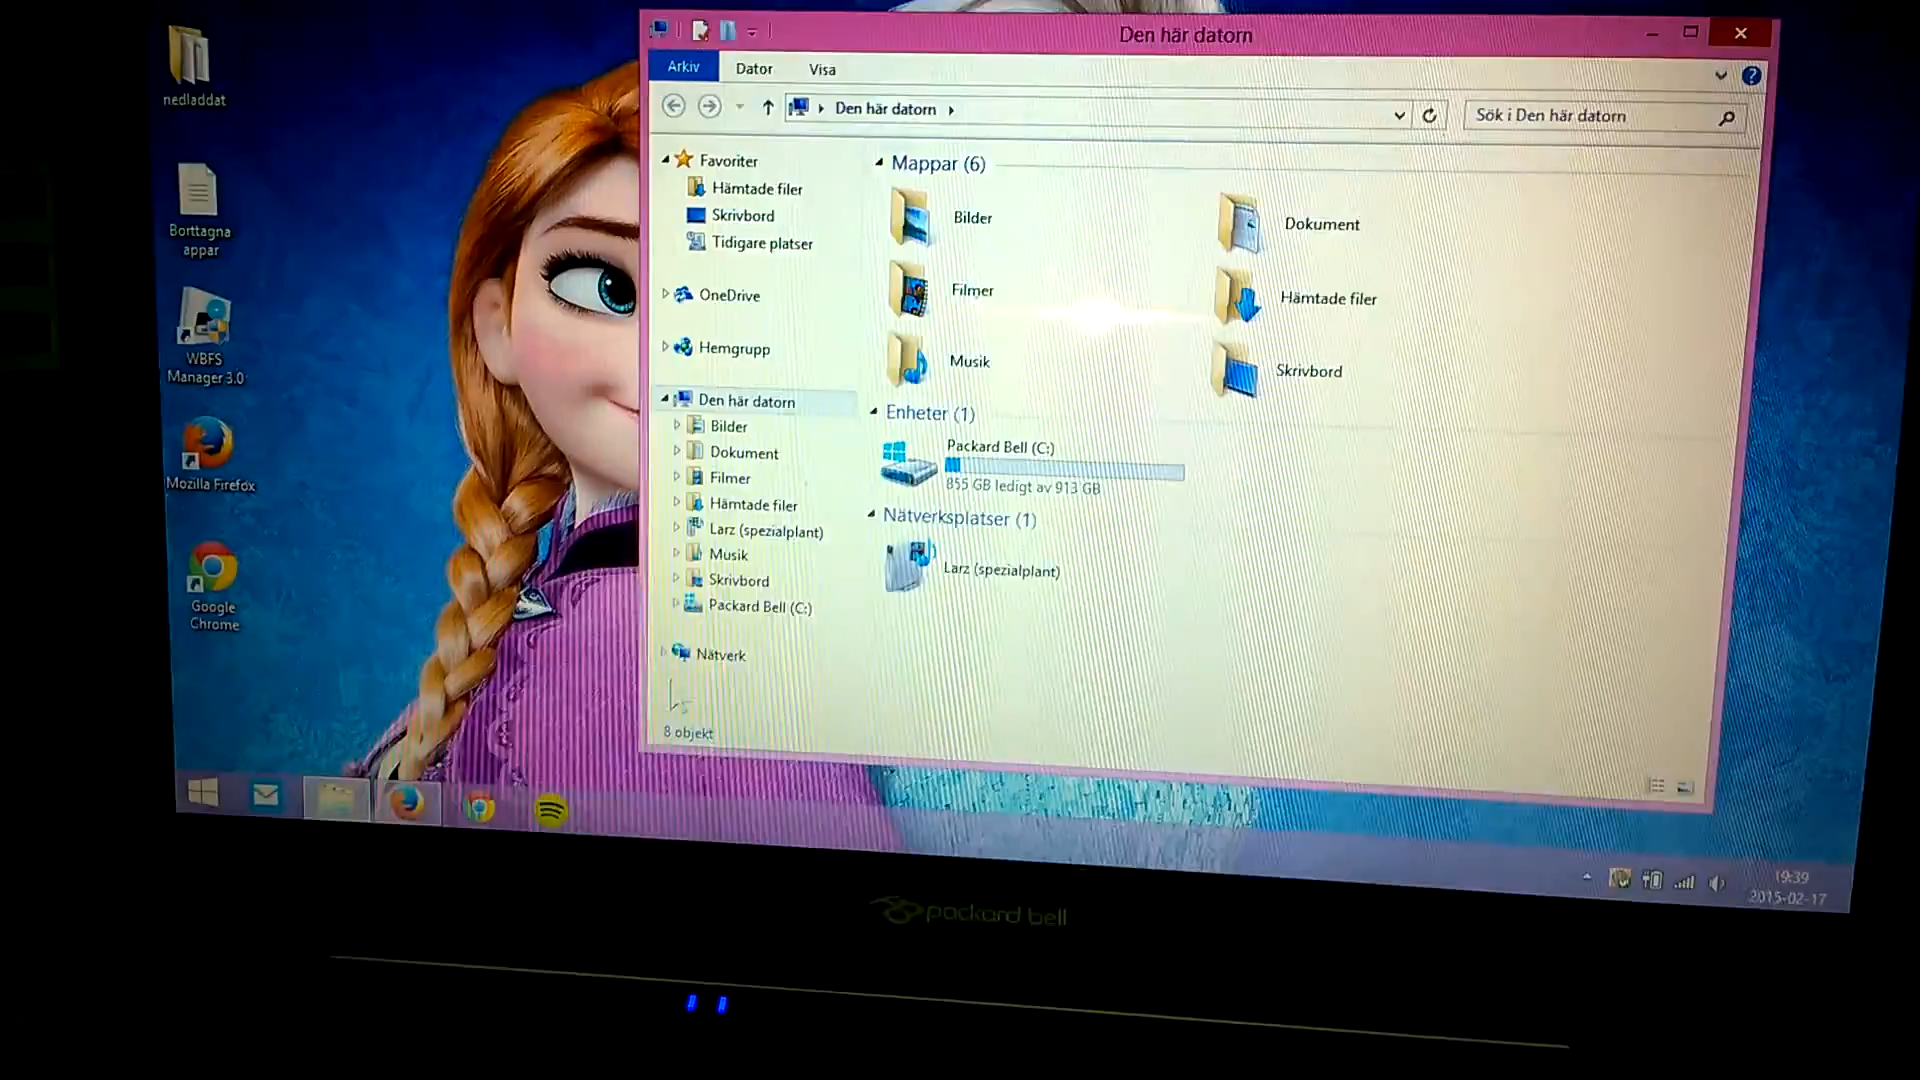 nedladdat
Borttagna
appar
WBFS
Manager 3.0
Mozilla Firefox
Google
Chrome
Den här datorn
Arkiv
Dator
Visa
Den här datorn
Sök i Den här datorn
Favoriter
Hämtade filer
Skrivbord
Tidigare platser
OneDrive
Hemgrupp
Den här datorn
Bilder
Dokument
Filmer
Hämtade filer
Larz (spezialplant)
Musik
Skrivbord
Packard Bell (C:)
Nätverk
8 objekt
Mappar (6)
Bilder
Dokument
Filmer
Hämtade filer
Musik
Skrivbord
Enheter (1)
Packard Bell (C:)
855 GB ledigt av 913 GB
Nätverksplatser (1)
Larz (spezialplant)
19:39
2015-02-17
packard bell